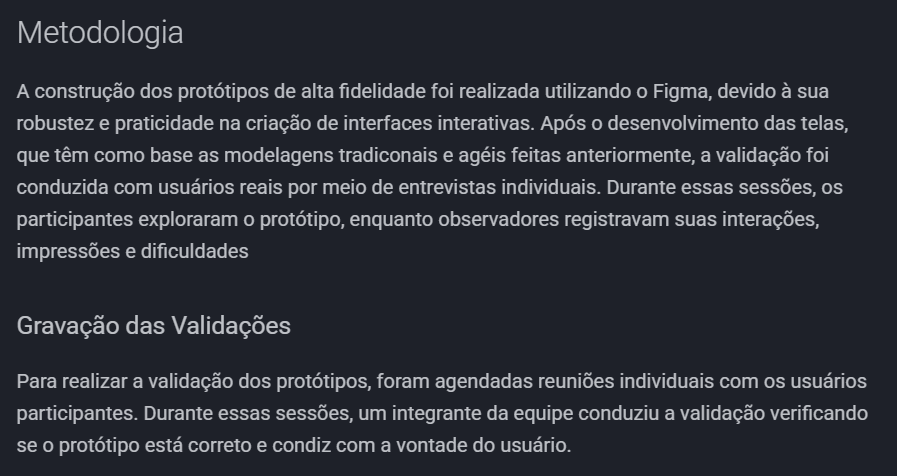 Metodologia
A construção dos protótipos de alta fidelidade foi realizada utilizando o Figma, devido à sua
robustez e praticidade na criação de interfaces interativas. Após o desenvolvimento das telas,
que têm como base as modelagens tradiconais e agéis feitas anteriormente, a validação foi
conduzida com usuários reais por meio de entrevistas individuais. Durante essas sessões, os
participantes exploraram o protótipo, enquanto observadores registravam suas interações,
impressões e dificuldades
Gravação das Validações
Para realizar a validação dos protótipos, foram agendadas reuniões individuais com os usuários
participantes. Durante essas sessões, um integrante da equipe conduziu a validação verificando
se o protótipo está correto e condiz com a vontade do usuário.